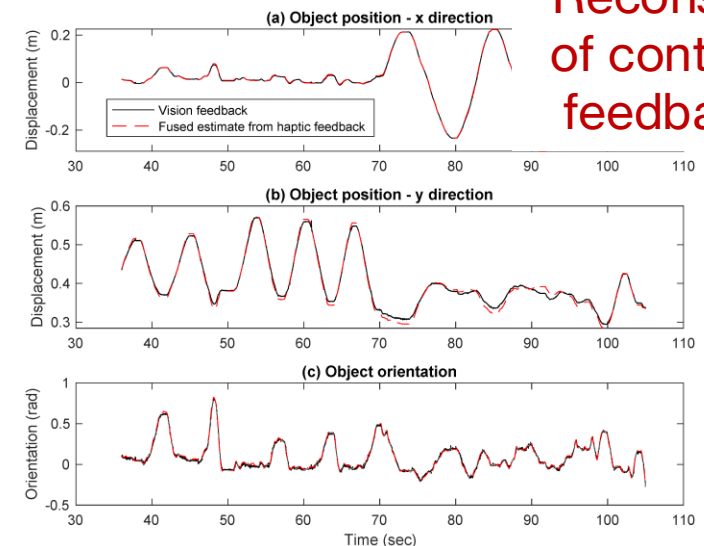 Recons
of cont
feedba
(a) Object position - x direction
Displacement (m)
0.2
0
-0.2
Vision feedback
Fused estimate from haptic feedback
30 40 50 60 70 80 90 100 110
(b) Object position - y direction
Displacement (m)
0.6
0.5
0.4
0.3
30 40 50 60 70 80 90 100 110
(c) Object orientation
Orientation (rad)
1
0.5
0
-0.5
30 40 50 60 70 80 90 100 110
Time (sec)